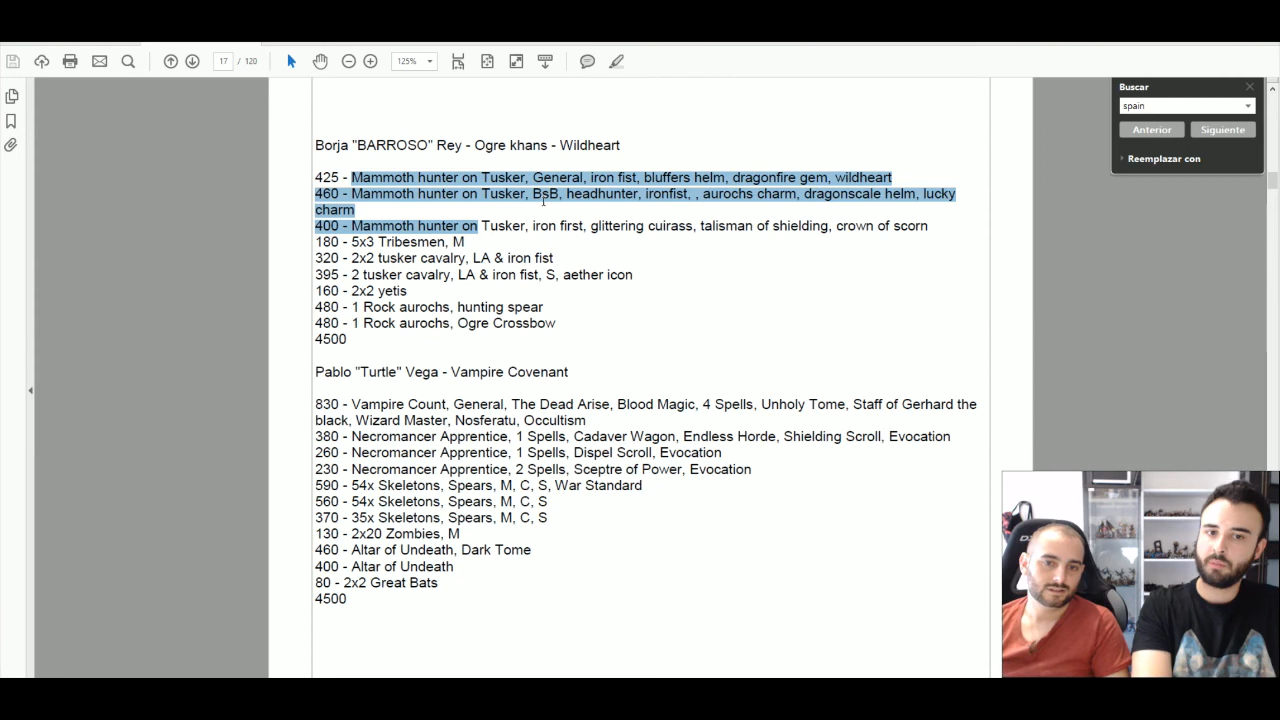 17 / 120
125%
Buscar
spain
Anterior
Siguiente
Reemplazar con
Borja "BARROSO" Rey - Ogre khans - Wildheart
425 - Mammoth hunter on Tusker, General, iron fist, bluffers helm, dragonfire gem, wildheart
460 - Mammoth hunter on Tusker, BsB, headhunter, ironfist, , aurochs charm, dragonscale helm, lucky
charm
400 - Mammoth hunter on Tusker, iron first, glittering cuirass, talisman of shielding, crown of scorn
180 - 5x3 Tribesmen, M
320 - 2x2 tusker cavalry, LA & iron fist
395 - 2 tusker cavalry, LA & iron fist, S, aether icon
160 - 2x2 yetis
480 - 1 Rock aurochs, hunting spear
480 - 1 Rock aurochs, Ogre Crossbow
4500
Pablo "Turtle" Vega - Vampire Covenant
830 - Vampire Count, General, The Dead Arise, Blood Magic, 4 Spells, Unholy Tome, Staff of Gerhard the
black, Wizard Master, Nosferatu, Occultism
380 - Necromancer Apprentice, 1 Spells, Cadaver Wagon, Endless Horde, Shielding Scroll, Evocation
260 - Necromancer Apprentice, 1 Spells, Dispel Scroll, Evocation
230 - Necromancer Apprentice, 2 Spells, Sceptre of Power, Evocation
590 - 54x Skeletons, Spears, M, C, S, War Standard
560 - 54x Skeletons, Spears, M, C, S
370 - 35x Skeletons, Spears, M, C, S
130 - 2x20 Zombies, M
460 - Altar of Undeath, Dark Tome
400 - Altar of Undeath
80 - 2x2 Great Bats
4500